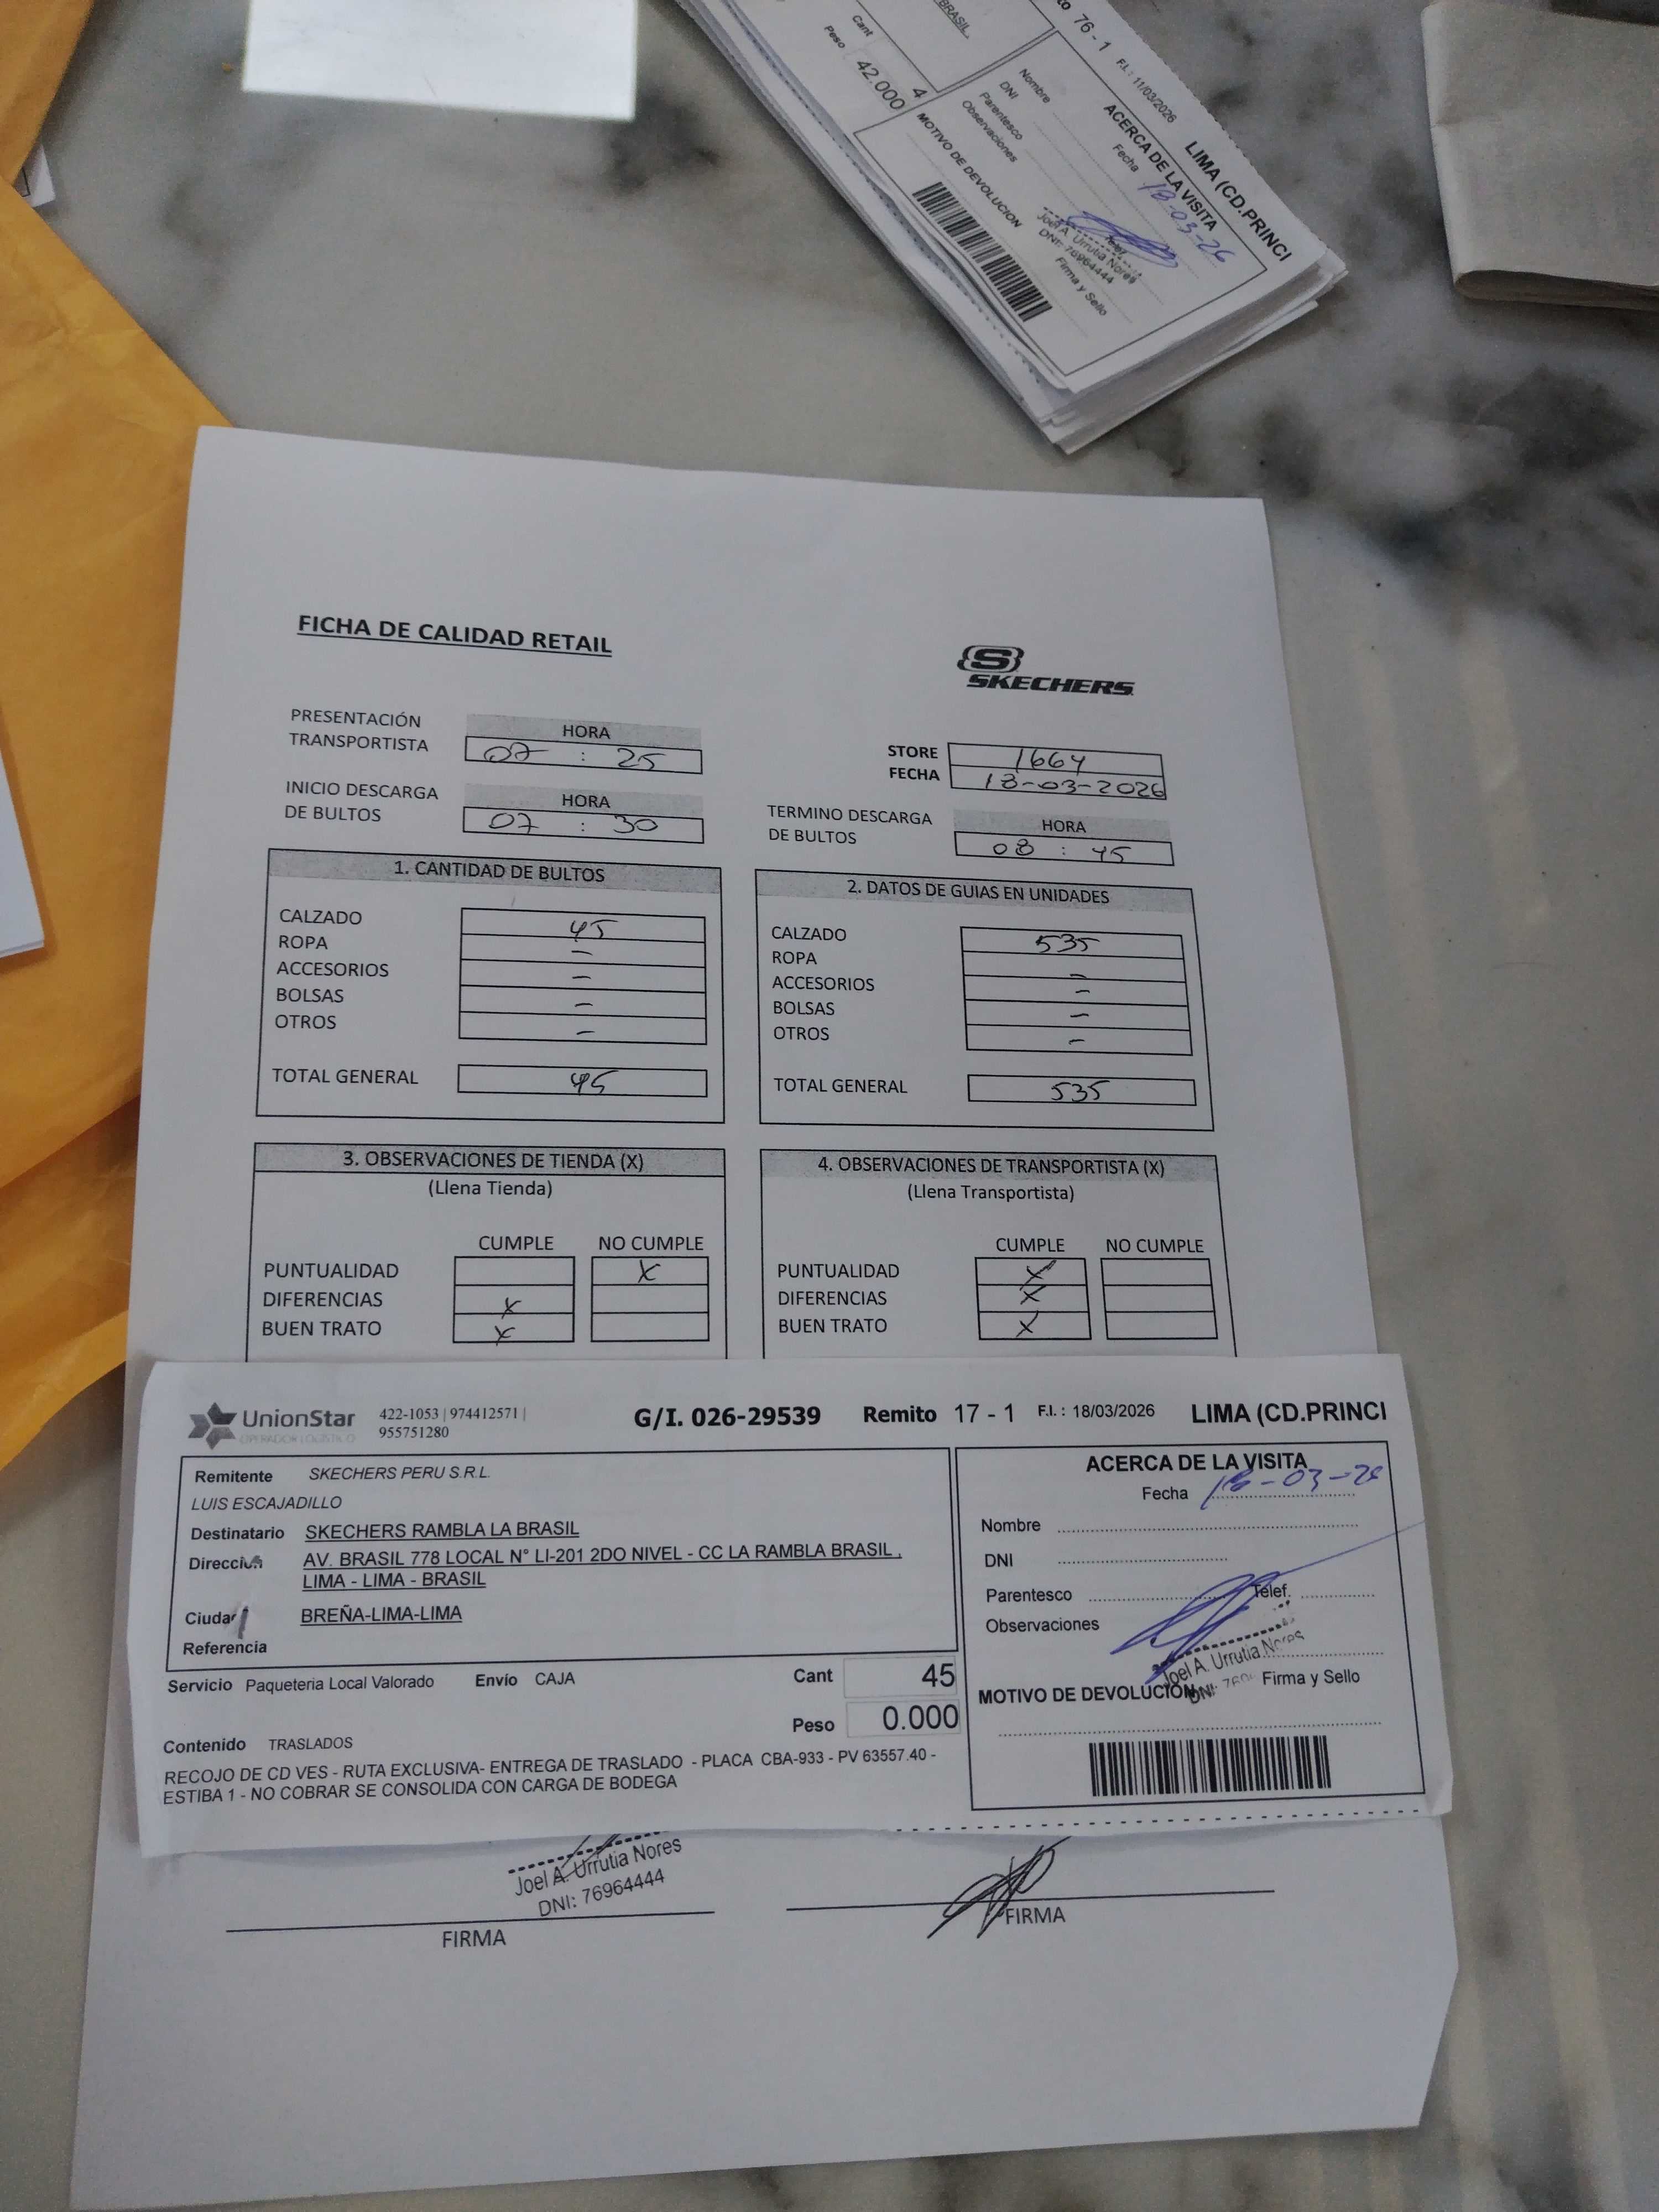 BRASIL.
Cant 4
Peso 42.000
76 - 1 F.I. : 11/03/2026 LIMA (CD.PRINCI
ACERCA DE LA VISITA
Fecha 18-03-26
Nombre
DNI
Parentesco
Observaciones
Joel A. Urrutia Nores
DNI: 76964444
Firma y Sello
MOTIVO DE DEVOLUCION
FICHA DE CALIDAD RETAIL
SKECHERS
PRESENTACIÓN
TRANSPORTISTA
HORA
07 : 25
STORE 1664
FECHA 18-03-2026
INICIO DESCARGA
DE BULTOS
HORA
07 : 30
TERMINO DESCARGA
DE BULTOS
HORA
08 : 45
1. CANTIDAD DE BULTOS
CALZADO 45
ROPA –
ACCESORIOS –
BOLSAS –
OTROS –
TOTAL GENERAL 45
2. DATOS DE GUIAS EN UNIDADES
CALZADO 535
ROPA –
ACCESORIOS –
BOLSAS –
OTROS –
TOTAL GENERAL 535
3. OBSERVACIONES DE TIENDA (X)
(Llena Tienda)
CUMPLE NO CUMPLE
PUNTUALIDAD X
DIFERENCIAS X
BUEN TRATO X
4. OBSERVACIONES DE TRANSPORTISTA (X)
(Llena Transportista)
CUMPLE NO CUMPLE
PUNTUALIDAD X
DIFERENCIAS X
BUEN TRATO X
UnionStar
OPERADOR LOGÍSTICO
422-1053 | 974412571 |
955751280
G/I. 026-29539 Remito 17 - 1 F.I. : 18/03/2026 LIMA (CD.PRINCI
Remitente SKECHERS PERU S.R.L.
LUIS ESCAJADILLO
Destinatario SKECHERS RAMBLA LA BRASIL
AV. BRASIL 778 LOCAL N° LI-201 2DO NIVEL - CC LA RAMBLA BRASIL .
LIMA - LIMA - BRASIL
BREÑA-LIMA-LIMA
Referencia
Servicio Paqueteria Local Valorado Envío CAJA Cant 45
Peso 0.000
Contenido TRASLADOS
RECOJO DE CD VES - RUTA EXCLUSIVA- ENTREGA DE TRASLADO - PLACA CBA-933 - PV 63557.40 -
ESTIBA 1 - NO COBRAR SE CONSOLIDA CON CARGA DE BODEGA
ACERCA DE LA VISITA
Fecha 18-03-26
Nombre
DNI
Parentesco Telef.
Observaciones
Joel A. Urrutia Nores
Firma y Sello
MOTIVO DE DEVOLUCIÓN
Joel A. Urrutia Nores
DNI: 76964444
FIRMA
FIRMA